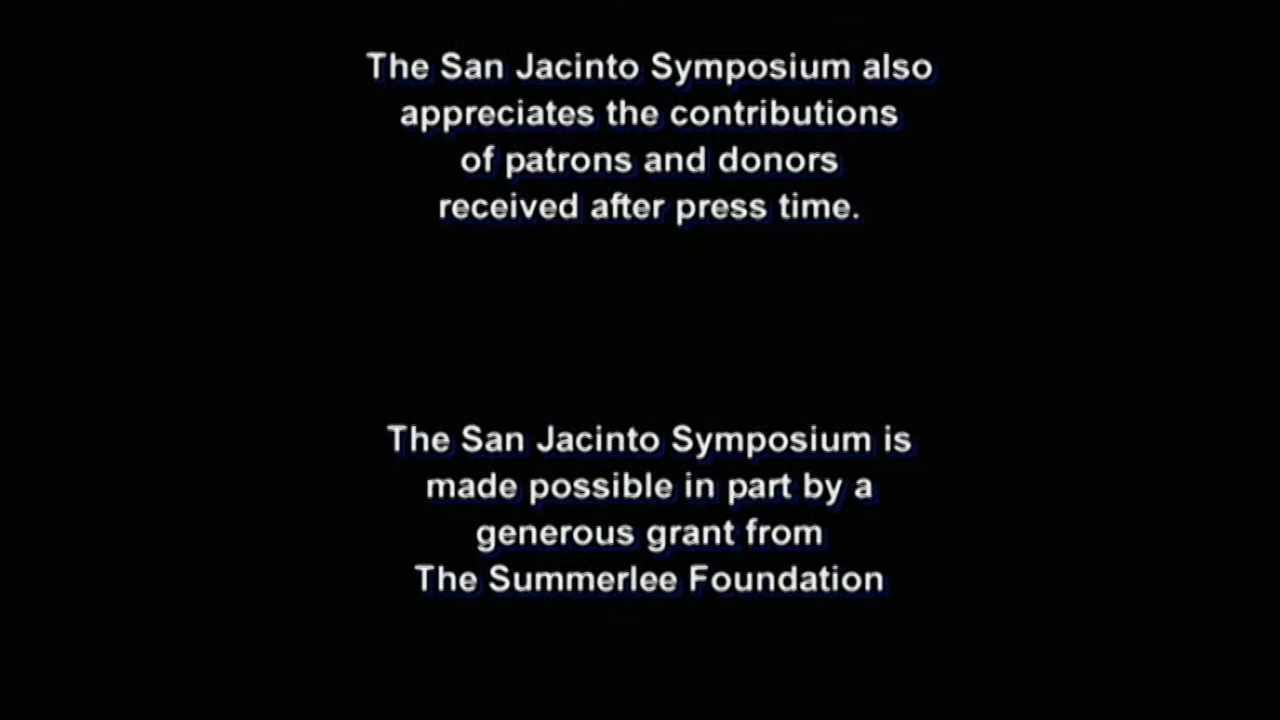 The San Jacinto Symposium also
appreciates the contributions
of patrons and donors
received after press time.
The San Jacinto Symposium is
made possible in part by a
generous grant from
The Summerlee Foundation